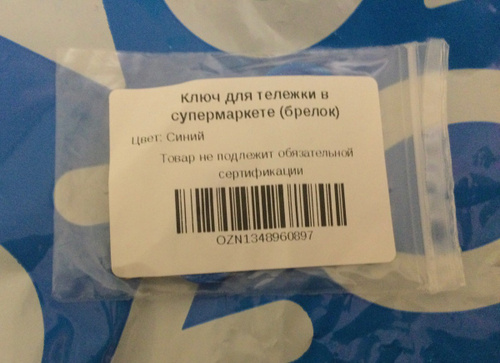 Ключ для тележки в
супермаркете (брелок)
Цвет: Синий
Товар не подлежит обязательной
сертификации
OZN1348960897